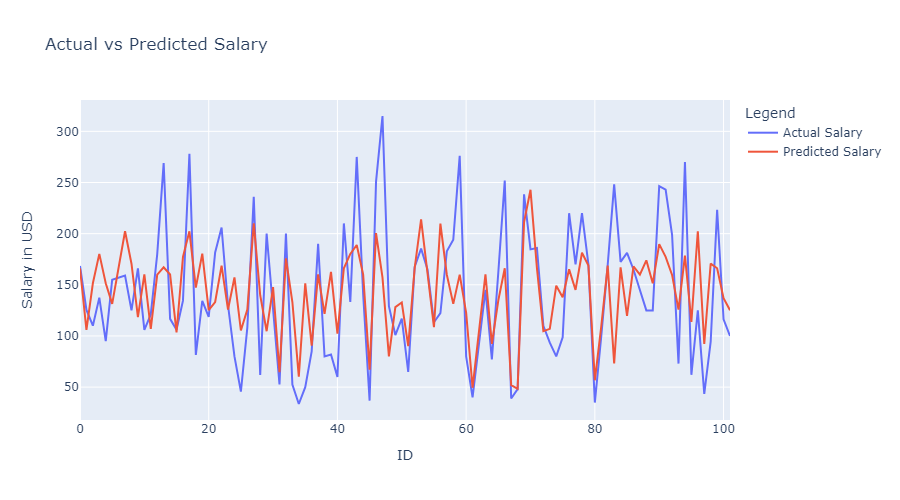 Actual vs Predicted Salary
Legend
Actual Salary
Predicted Salary
Salary in USD
300
250
200
150
100
50
0
20
40
60
80
100
ID